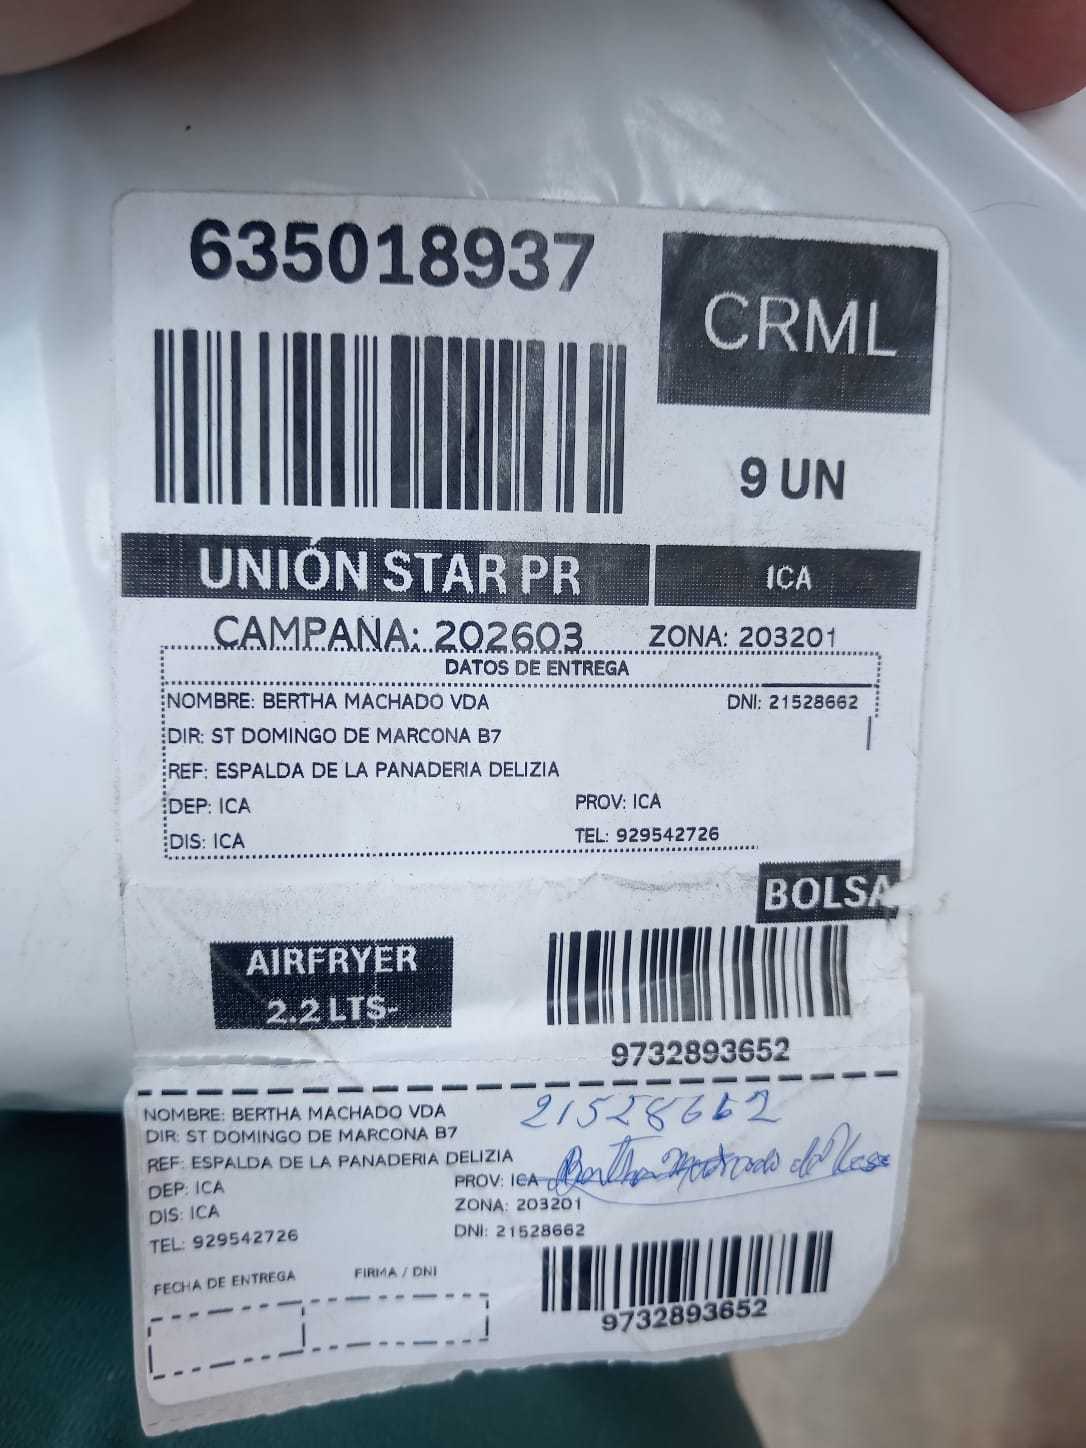 635018937
CRML
9 UN
UNIÓN STAR PR
ICA
CAMPAÑA: 202603
ZONA: 203201
DATOS DE ENTREGA
NOMBRE: BERTHA MACHADO VDA
DNI: 21528662
DIR: ST DOMINGO DE MARCONA B7
REF: ESPALDA DE LA PANADERIA DELIZIA
DEP: ICA
PROV: ICA
DIS: ICA
TEL: 929542726
BOLSA
AIRFRYER
2.2 LTS-
9732893652
NOMBRE: BERTHA MACHADO VDA
21528662
DIR: ST DOMINGO DE MARCONA B7
REF: ESPALDA DE LA PANADERIA DELIZIA
DEP: ICA
PROV: ICA
Bertha Machado de
DIS: ICA
ZONA: 203201
TEL: 929542726
DNI: 21528662
FECHA DE ENTREGA
FIRMA / DNI
9732893652